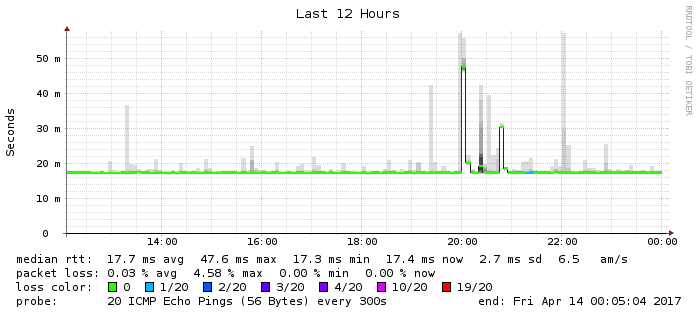 Last 12 Hours
RRDTOOL / TOBI OETIKER
Seconds
50 m
40 m
30 m
20 m
10 m
0
14:00 16:00 18:00 20:00 22:00 00:00
median rtt: 17.7 ms avg 47.6 ms max 17.3 ms min 17.4 ms now 2.7 ms sd 6.5 am/s
packet loss: 0.03 % avg 4.58 % max 0.00 % min 0.00 % now
loss color: 0 1/20 2/20 3/20 4/20 10/20 19/20
probe: 20 ICMP Echo Pings (56 Bytes) every 300s end: Fri Apr 14 00:05:04 2017